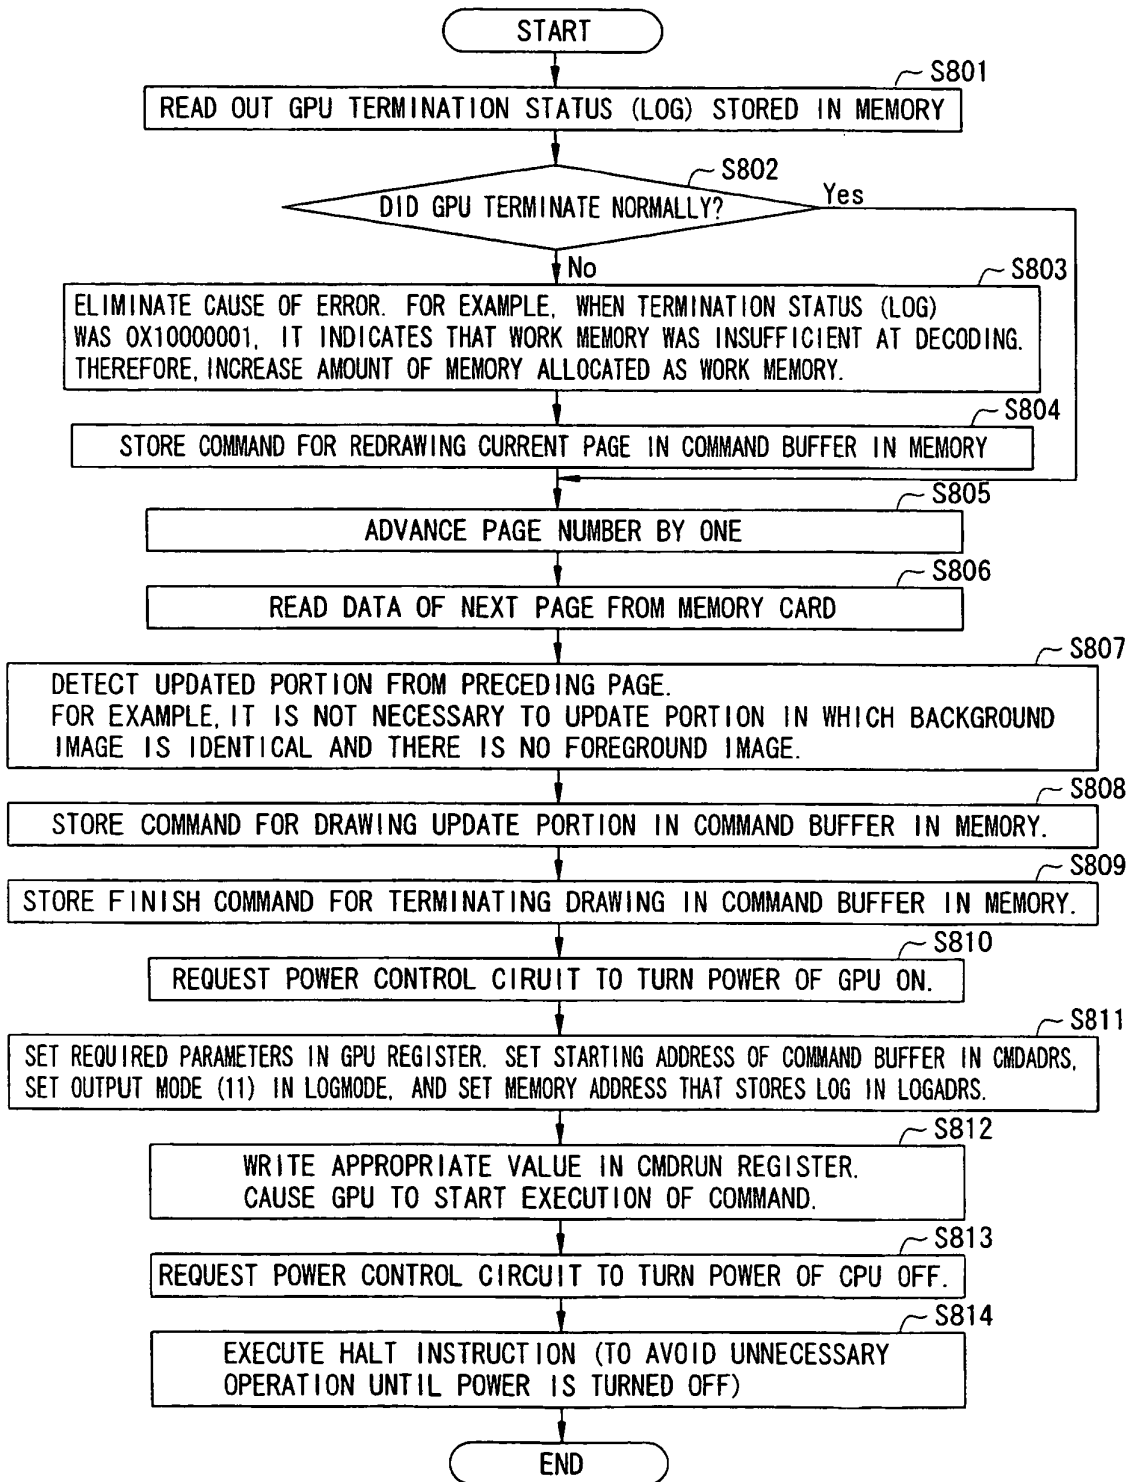 START
S801
READ OUT GPU TERMINATION STATUS (LOG) STORED IN MEMORY
S802
DID GPU TERMINATE NORMALLY?
Yes
No
S803
ELIMINATE CAUSE OF ERROR. FOR EXAMPLE, WHEN TERMINATION STATUS (LOG)
WAS 0X10000001, IT INDICATES THAT WORK MEMORY WAS INSUFFICIENT AT DECODING.
THEREFORE, INCREASE AMOUNT OF MEMORY ALLOCATED AS WORK MEMORY.
S804
STORE COMMAND FOR REDRAWING CURRENT PAGE IN COMMAND BUFFER IN MEMORY
S805
ADVANCE PAGE NUMBER BY ONE
S806
READ DATA OF NEXT PAGE FROM MEMORY CARD
S807
DETECT UPDATED PORTION FROM PRECEDING PAGE.
FOR EXAMPLE, IT IS NOT NECESSARY TO UPDATE PORTION IN WHICH BACKGROUND
IMAGE IS IDENTICAL AND THERE IS NO FOREGROUND IMAGE.
S808
STORE COMMAND FOR DRAWING UPDATE PORTION IN COMMAND BUFFER IN MEMORY.
S809
STORE FINISH COMMAND FOR TERMINATING DRAWING IN COMMAND BUFFER IN MEMORY.
S810
REQUEST POWER CONTROL CIRUIT TO TURN POWER OF GPU ON.
S811
SET REQUIRED PARAMETERS IN GPU REGISTER. SET STARTING ADDRESS OF COMMAND BUFFER IN CMDADRS,
SET OUTPUT MODE (11) IN LOGMODE, AND SET MEMORY ADDRESS THAT STORES LOG IN LOGADRS.
S812
WRITE APPROPRIATE VALUE IN CMDRUN REGISTER.
CAUSE GPU TO START EXECUTION OF COMMAND.
S813
REQUEST POWER CONTROL CIRCUIT TO TURN POWER OF CPU OFF.
S814
EXECUTE HALT INSTRUCTION (TO AVOID UNNECESSARY
OPERATION UNTIL POWER IS TURNED OFF)
END